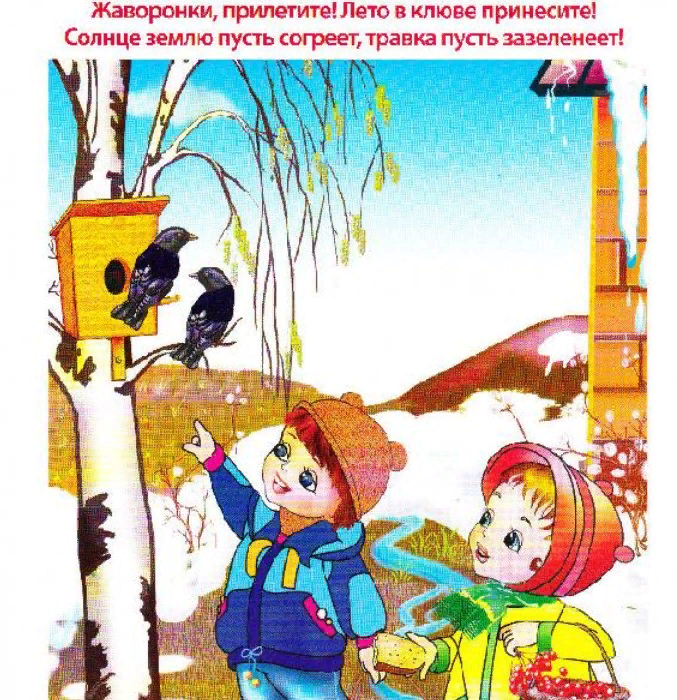 Жаворонки, прилетите! Лето в клюве принесите!
Солнце землю пусть согреет, травка пусть зазеленеет!